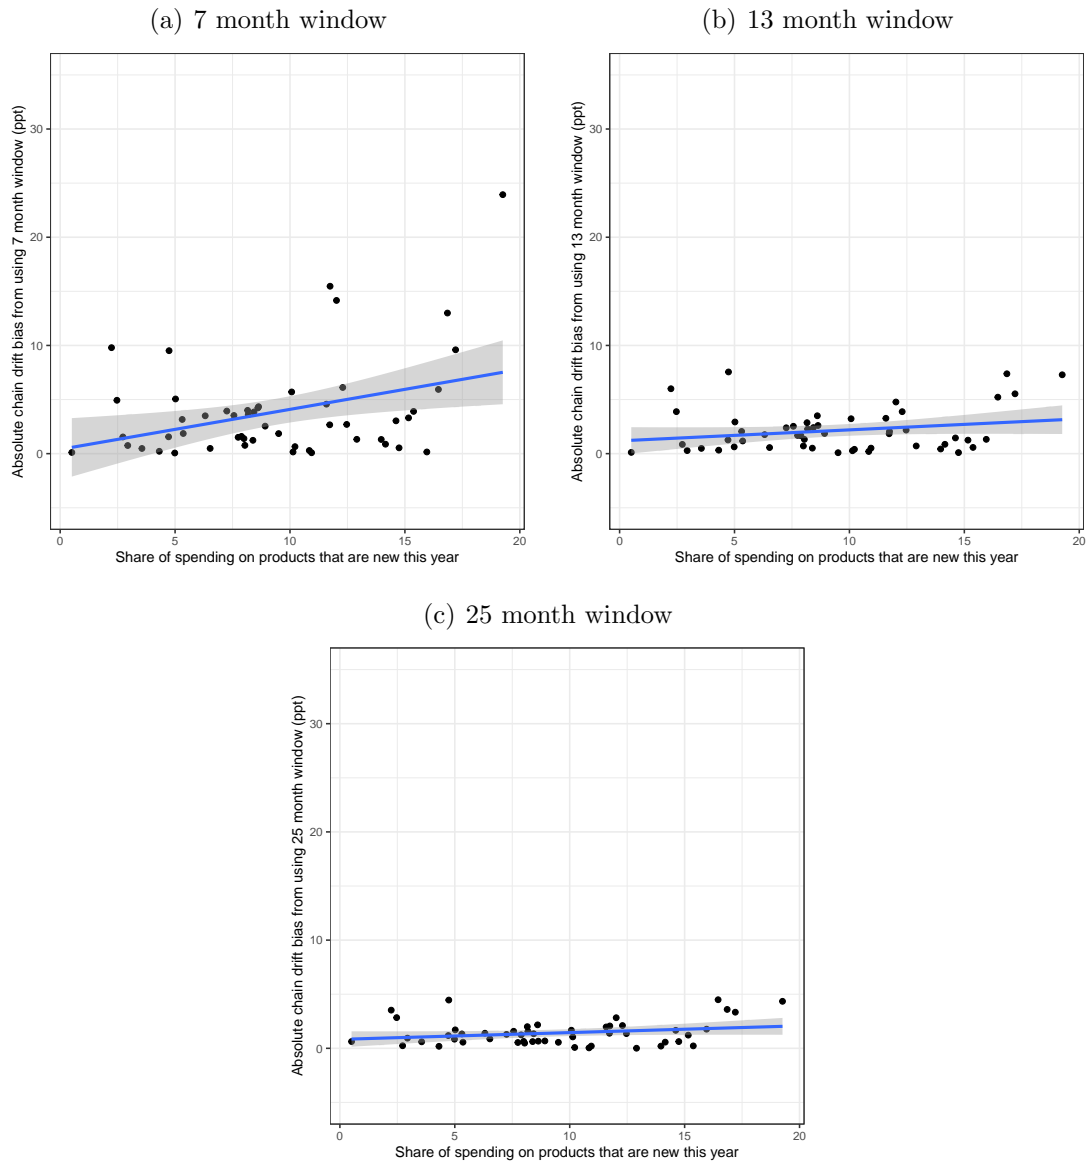 (a) 7 month window
Absolute chain drift bias from using 7 month window (ppt)
30
20
10
0
0 5 10 15 20
Share of spending on products that are new this year
(b) 13 month window
Absolute chain drift bias from using 13 month window (ppt)
30
20
10
0
0 5 10 15 20
Share of spending on products that are new this year
(c) 25 month window
Absolute chain drift bias from using 25 month window (ppt)
30
20
10
0
0 5 10 15 20
Share of spending on products that are new this year